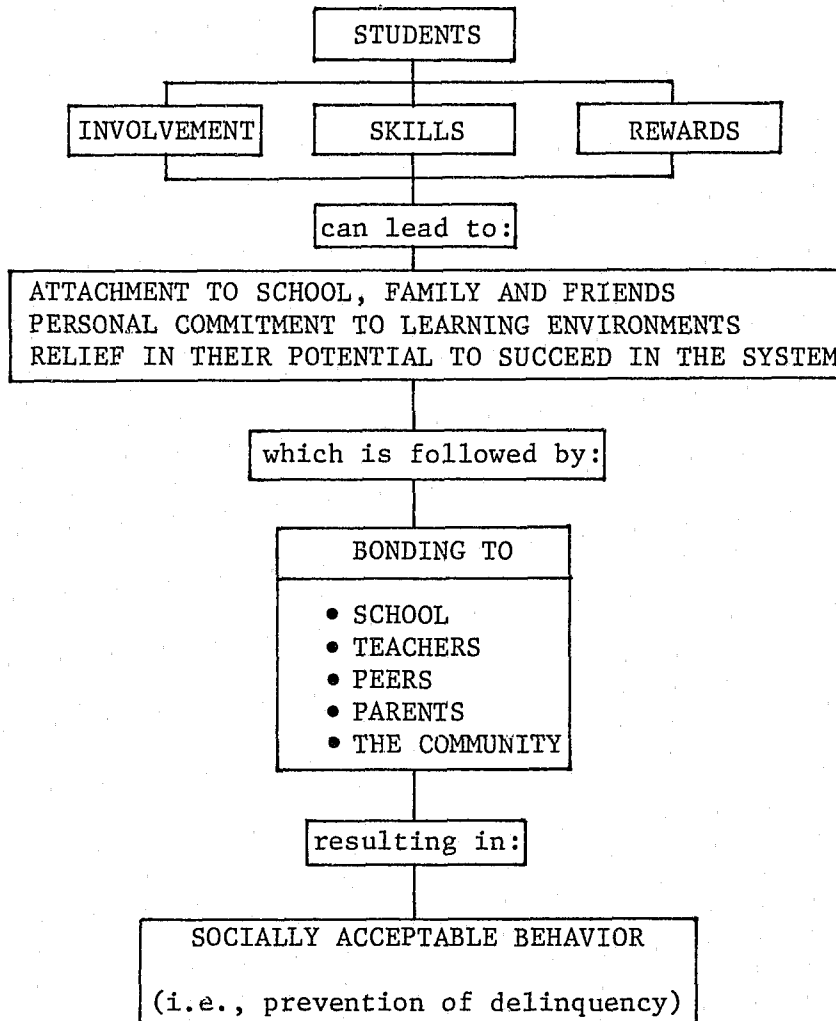 STUDENTS
INVOLVEMENT SKILLS REWARDS
can lead to:
ATTACHMENT TO SCHOOL, FAMILY AND FRIENDS
PERSONAL COMMITMENT TO LEARNING ENVIRONMENTS
RELIEF IN THEIR POTENTIAL TO SUCCEED IN THE SYSTEM
which is followed by:
BONDING TO
• SCHOOL
• TEACHERS
• PEERS
• PARENTS
• THE COMMUNITY
resulting in:
SOCIALLY ACCEPTABLE BEHAVIOR
(i.e., prevention of delinquency)